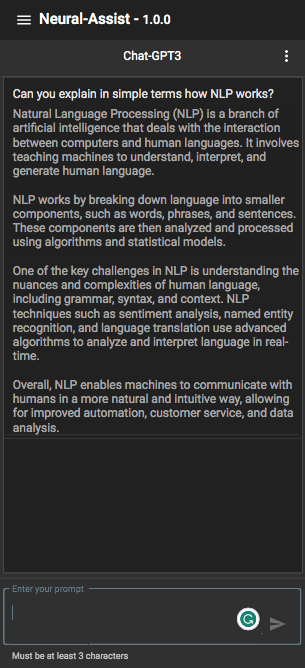 Neural-Assist - 1.0.0
Chat-GPT3
Can you explain in simple terms how NLP works?
Natural Language Processing (NLP) is a branch of
artificial intelligence that deals with the interaction
between computers and human languages. It involves
teaching machines to understand, interpret, and
generate human language.
NLP works by breaking down language into smaller
components, such as words, phrases, and sentences.
These components are then analyzed and processed
using algorithms and statistical models.
One of the key challenges in NLP is understanding the
nuances and complexities of human language,
including grammar, syntax, and context. NLP
techniques such as sentiment analysis, named entity
recognition, and language translation use advanced
algorithms to analyze and interpret language in real-
time.
Overall, NLP enables machines to communicate with
humans in a more natural and intuitive way, allowing
for improved automation, customer service, and data
analysis.
Enter your prompt
Must be at least 3 characters